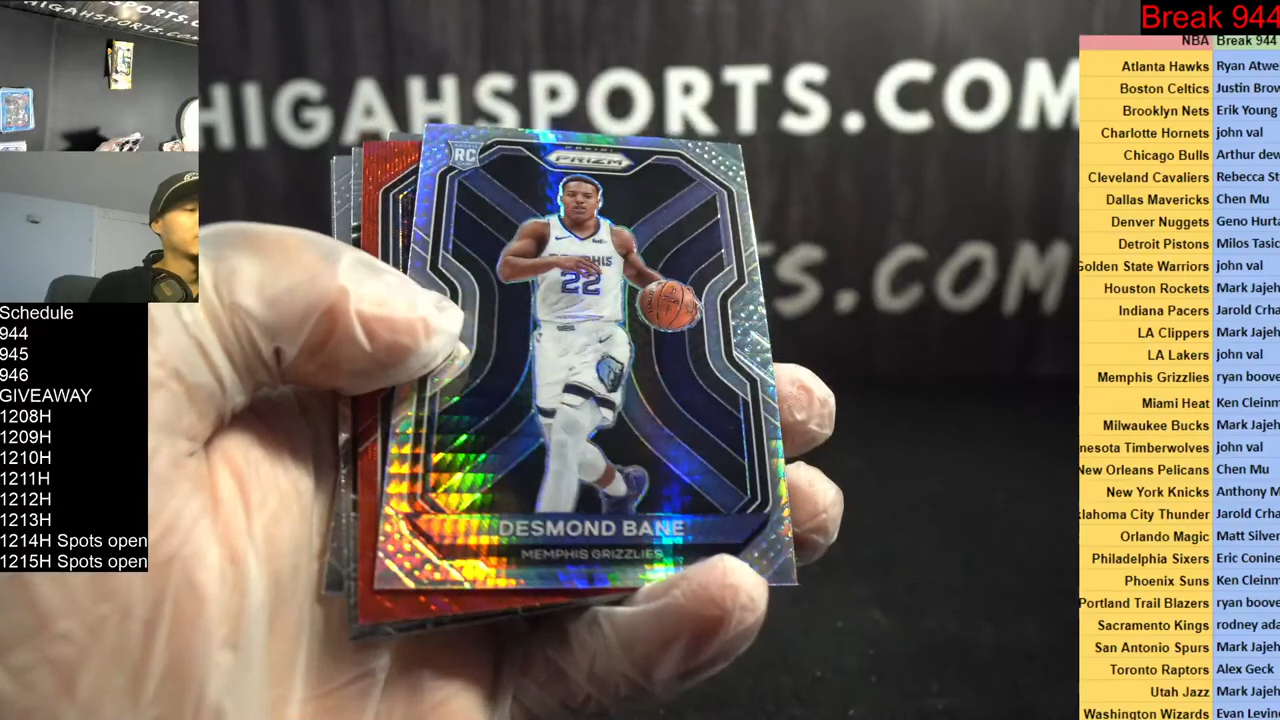 HIGAHSPORTS.COM
HIGAHSPORTS.
Break 944
NBA Break 944
Atlanta Hawks Ryan Atwe
Boston Celtics Justin Brow
Brooklyn Nets Erik Young
Charlotte Hornets john val
Chicago Bulls Arthur dew
Cleveland Cavaliers Rebecca St
Dallas Mavericks Chen Mu
Denver Nuggets Geno Hurta
Detroit Pistons Milos Tasic
Golden State Warriors john val
Houston Rockets Mark Jajeh
Indiana Pacers Jarold Crha
LA Clippers Mark Jajeh
LA Lakers john val
Memphis Grizzlies ryan boove
Miami Heat Ken Cleinm
Milwaukee Bucks Mark Jajeh
nesota Timberwolves john val
New Orleans Pelicans Chen Mu
New York Knicks Anthony M
klahoma City Thunder Jarold Crha
Orlando Magic Matt Silver
Philadelphia Sixers Eric Conine
Phoenix Suns Ken Cleinm
Portland Trail Blazers ryan boove
Sacramento Kings rodney ada
San Antonio Spurs Mark Jajeh
Toronto Raptors Alex Geck
Utah Jazz Mark Jajeh
Washington Wizards Evan Levin
RC
PANINI
PRIZM
MEMPHIS
22
S.COM
DESMOND BANE
MEMPHIS GRIZZLIES
Schedule
944
945
946
GIVEAWAY
1208H
1209H
1210H
1211H
1212H
1213H
1214H Spots open
1215H Spots open